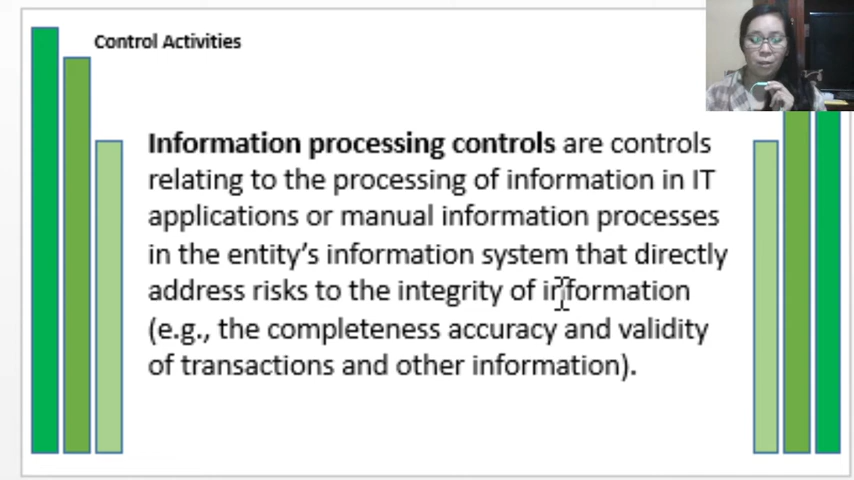 Control Activities
Information processing controls are controls
relating to the processing of information in IT
applications or manual information processes
in the entity's information system that directly
address risks to the integrity of information
(e.g., the completeness accuracy and validity
of transactions and other information).